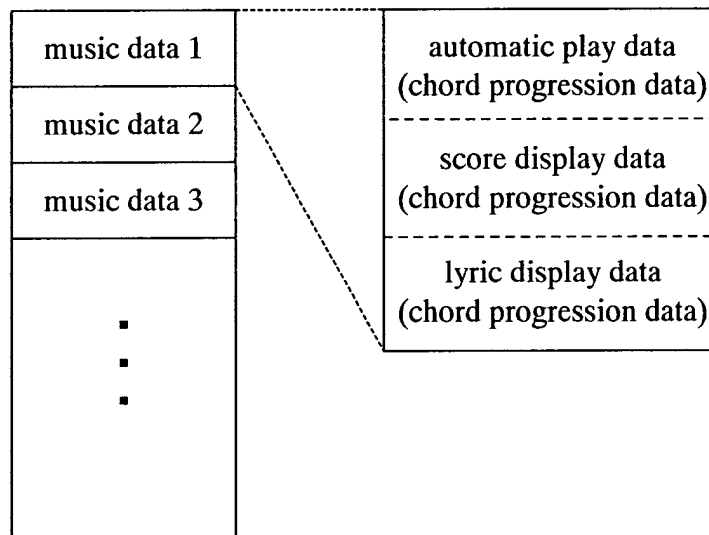 music data 1
music data 2
music data 3
automatic play data
(chord progression data)
score display data
(chord progression data)
lyric display data
(chord progression data)